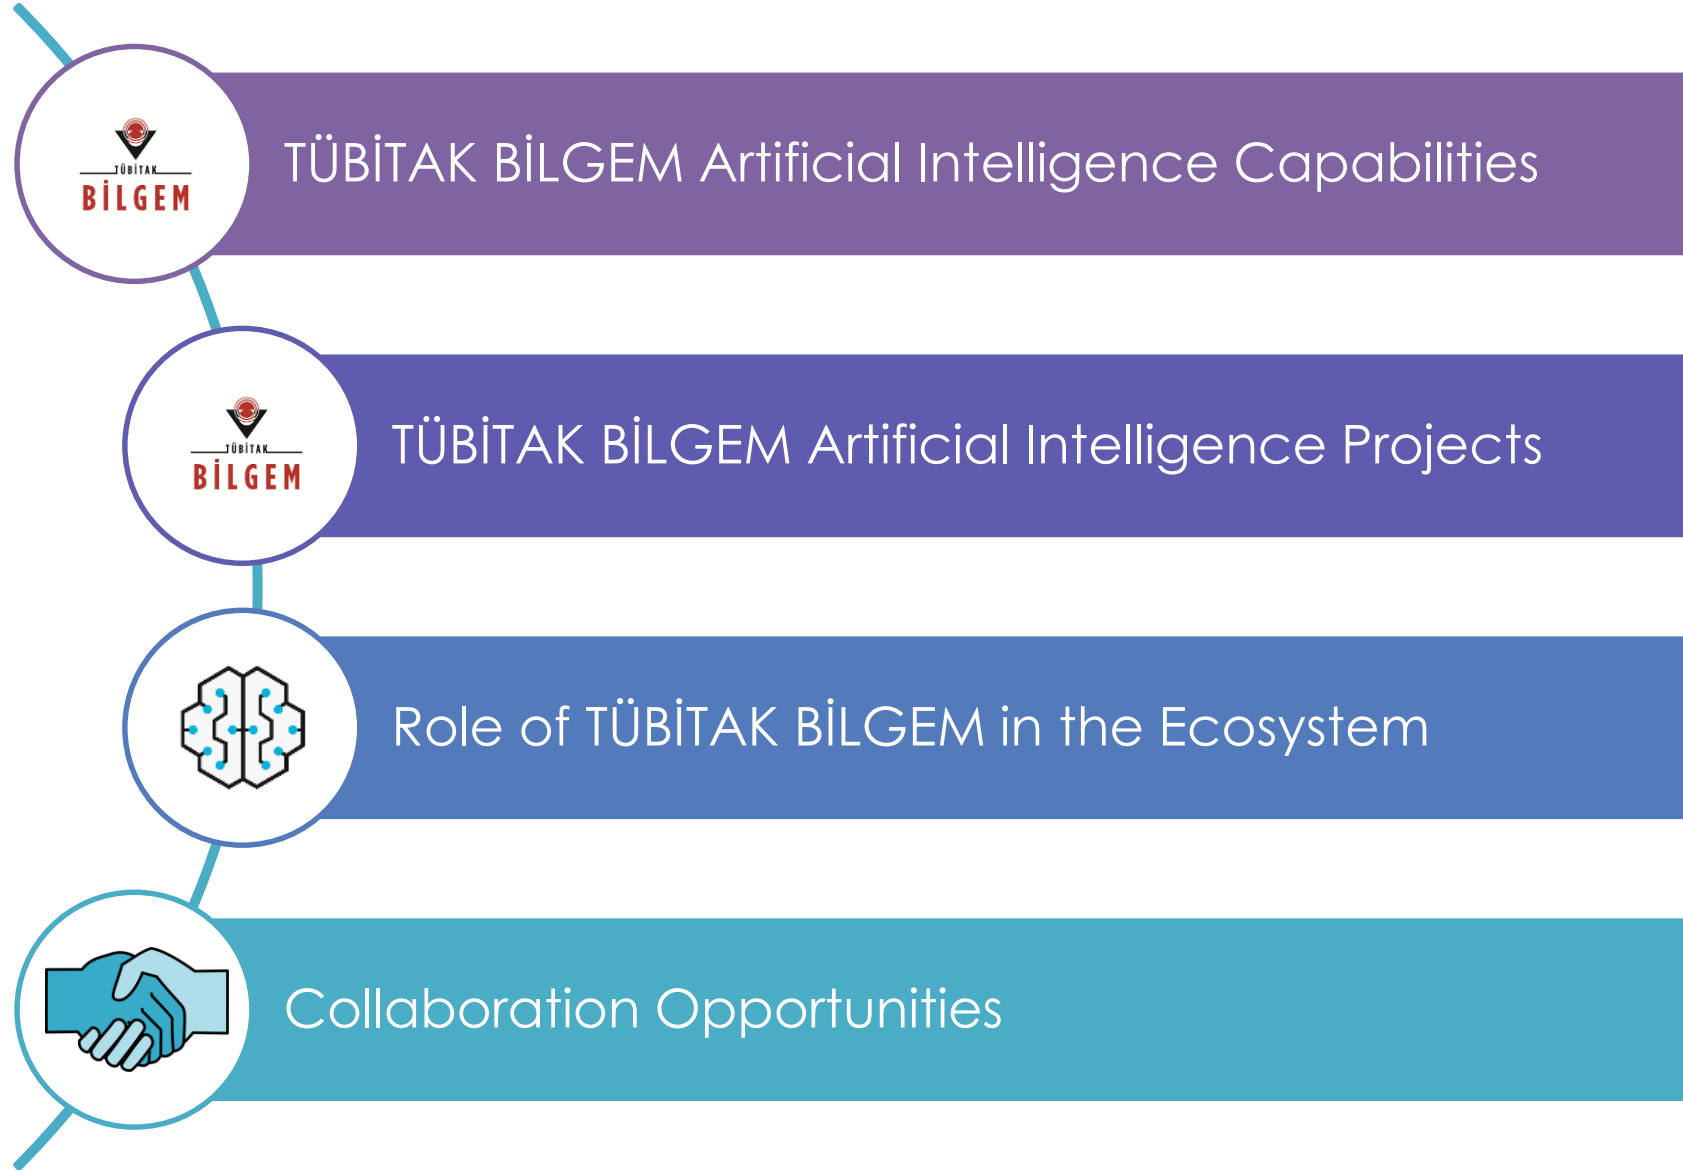 TÜBİTAK
BİLGEM
TÜBİTAK BİLGEM Artificial Intelligence Capabilities
TÜBİTAK
BİLGEM
TÜBİTAK BİLGEM Artificial Intelligence Projects
Role of TÜBİTAK BİLGEM in the Ecosystem
Collaboration Opportunities